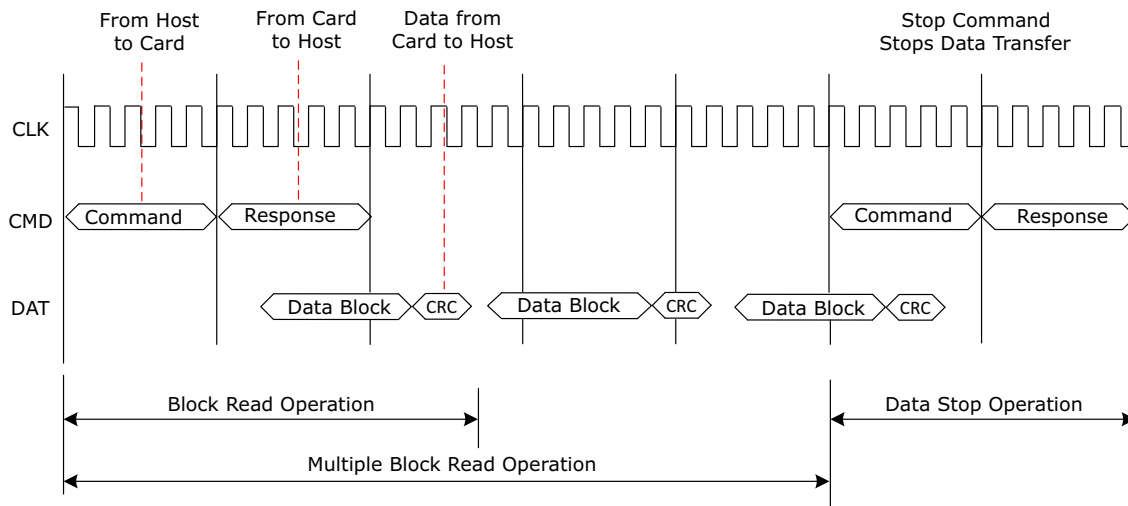 From Host
to Card
From Card
to Host
Data from
Card to Host
Stop Command
Stops Data Transfer
CLK
CMD
Command
Response
Command
Response
DAT
Data Block
CRC
Data Block
CRC
Data Block
CRC
Block Read Operation
Data Stop Operation
Multiple Block Read Operation